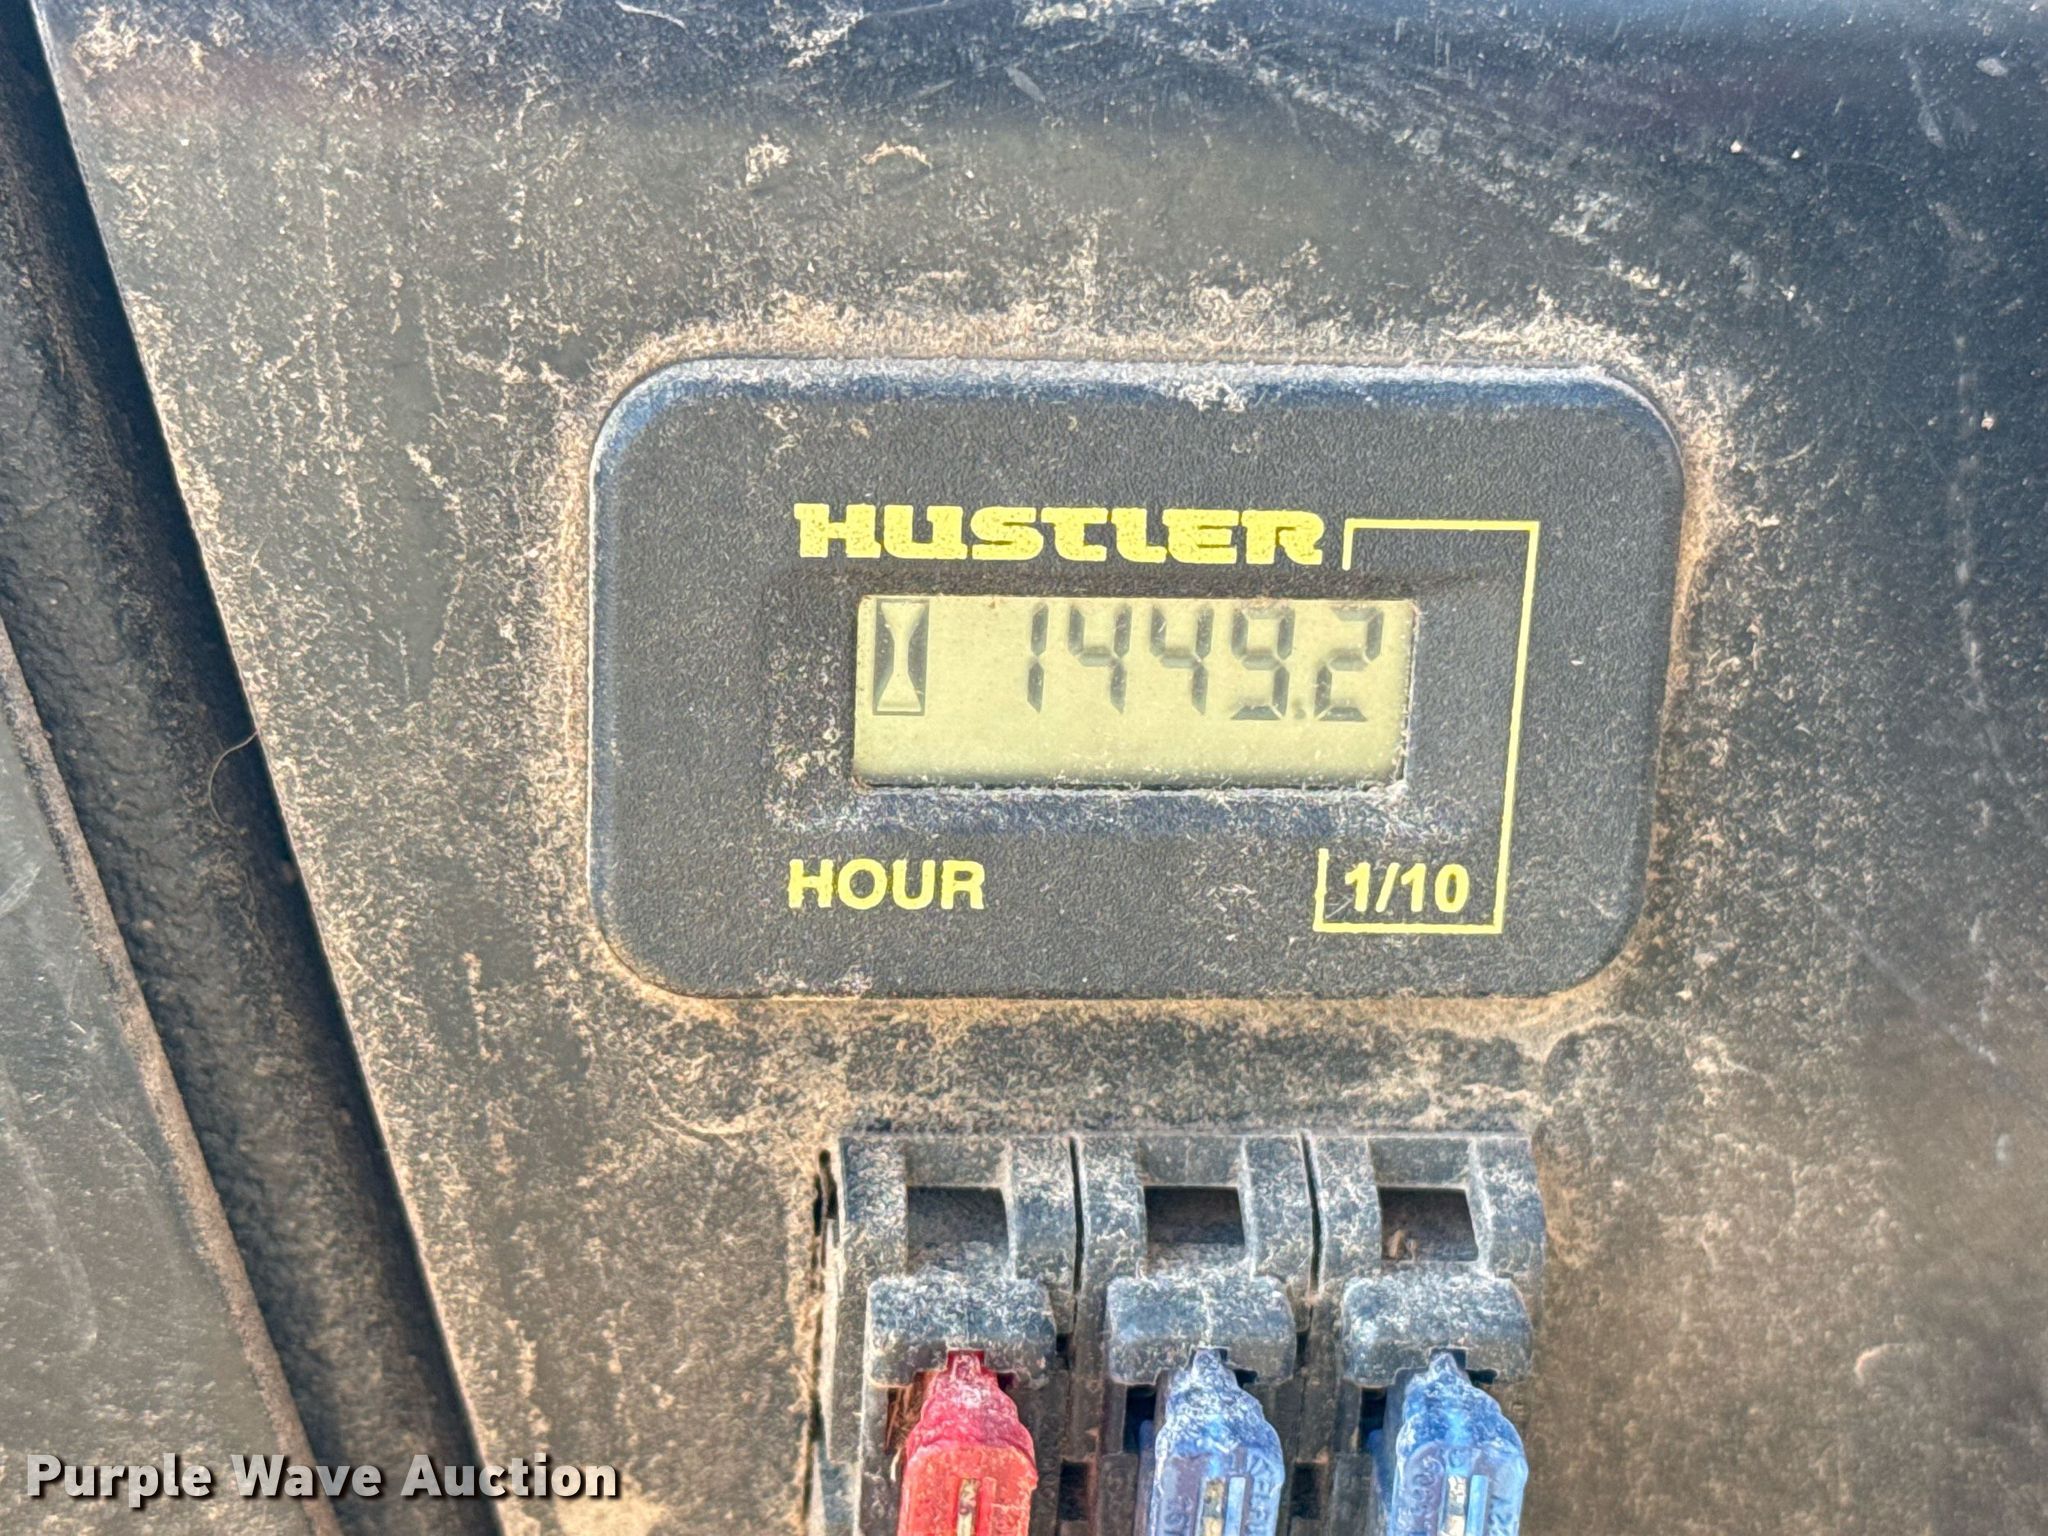 HUSTLER
1449.2
HOUR
1/10
Purple Wave Auction